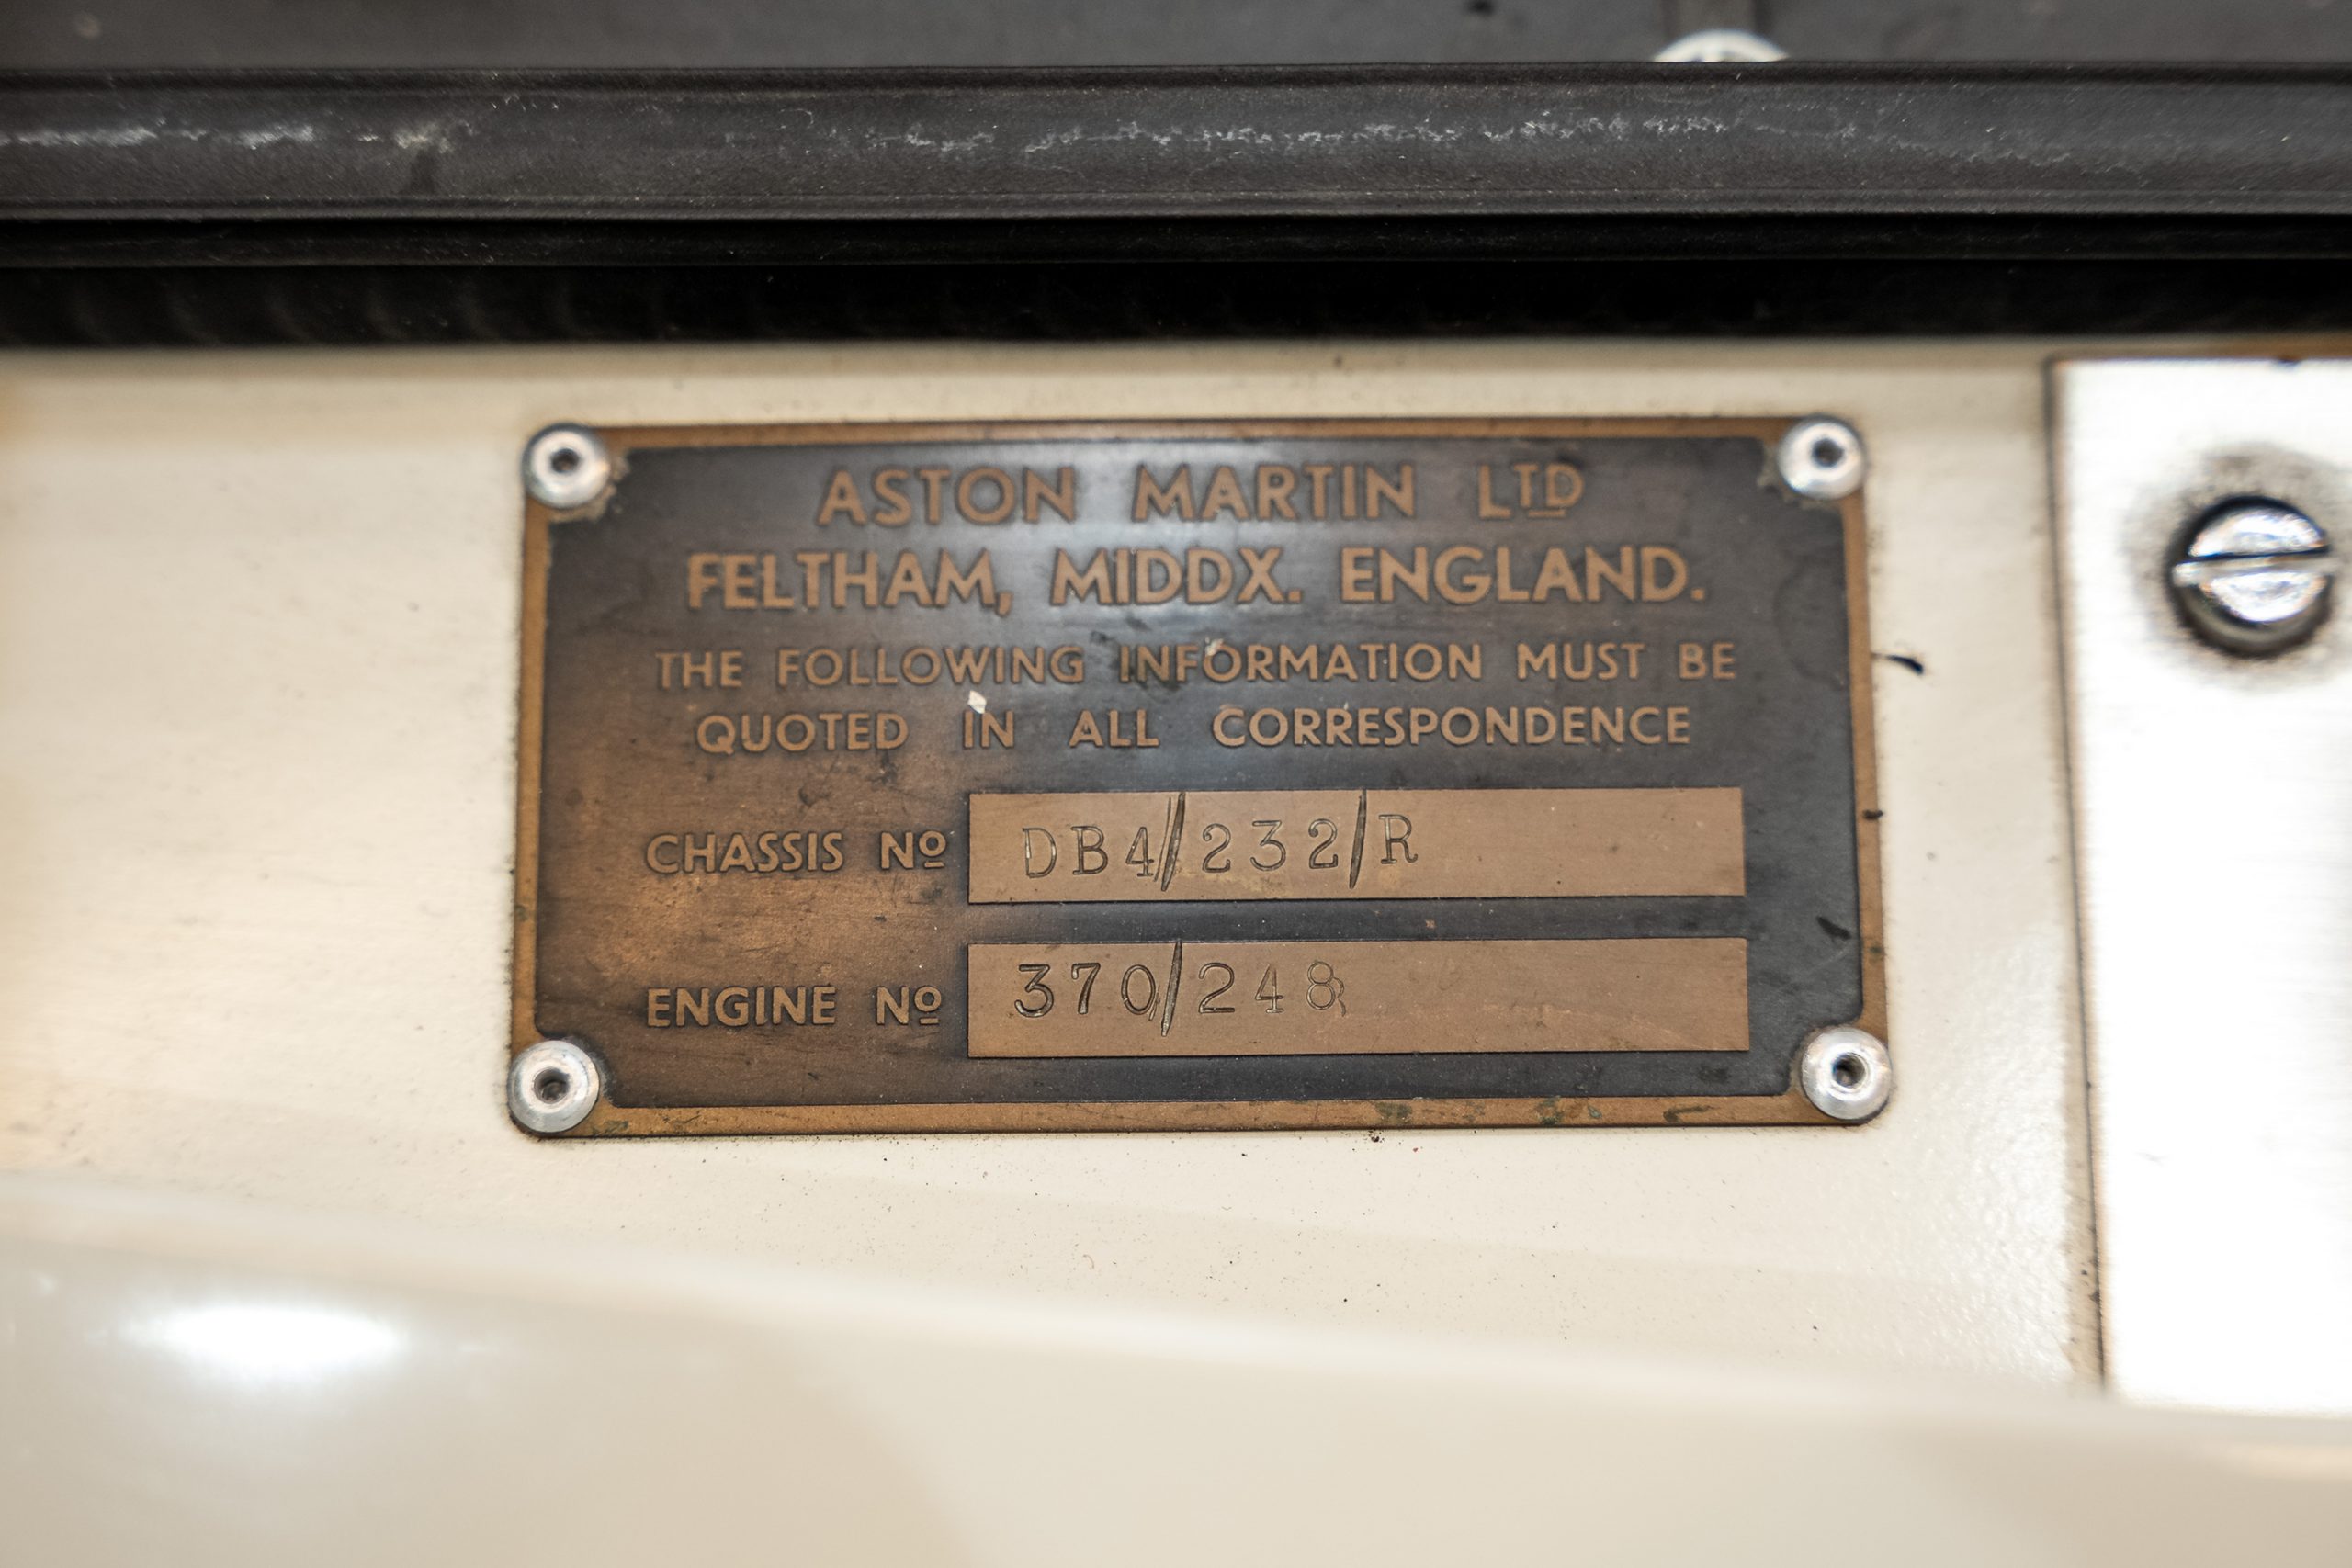 ASTON MARTIN LTD
FELTHAM, MIDDX. ENGLAND.
THE FOLLOWING INFORMATION MUST BE
QUOTED IN ALL CORRESPONDENCE
CHASSIS Nº DB4/232/R
ENGINE Nº 370/248